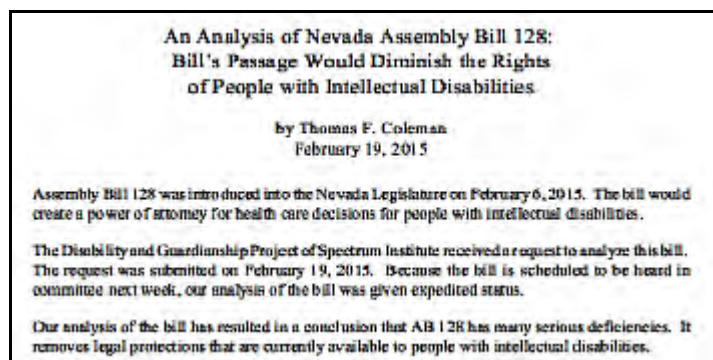 An Analysis of Nevada Assembly Bill 128:
Bill's Passage Would Diminish the Rights
of People with Intellectual Disabilities
by Thomas F. Coleman
February 19, 2015
Assembly Bill 128 was introduced into the Nevada Legislature on February 6, 2015. The bill would
create a power of attorney for health care decisions for people with intellectual disabilities.
The Disability and Guardianship Project of Spectrum Institute received a request to analyze this bill.
The request was submitted on February 19, 2015. Because the bill is scheduled to be heard in
committee next week, our analysis of the bill was given expedited status.
Our analysis of the bill has resulted in a conclusion that AB 128 has many serious deficiencies. It
removes legal protections that are currently available to people with intellectual disabilities.